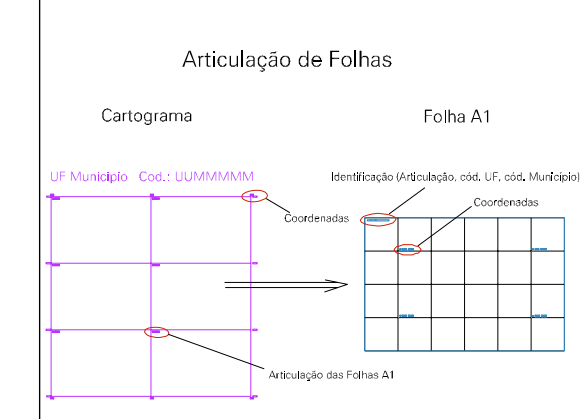 Articulação de Folhas
Cartograma
Folha A1
UF Municipio Cod.: UUMMMMM
Identificação (Articulação, cód. UF, cód. Município)
Coordenadas
Coordenadas
Articulação das Folhas A1